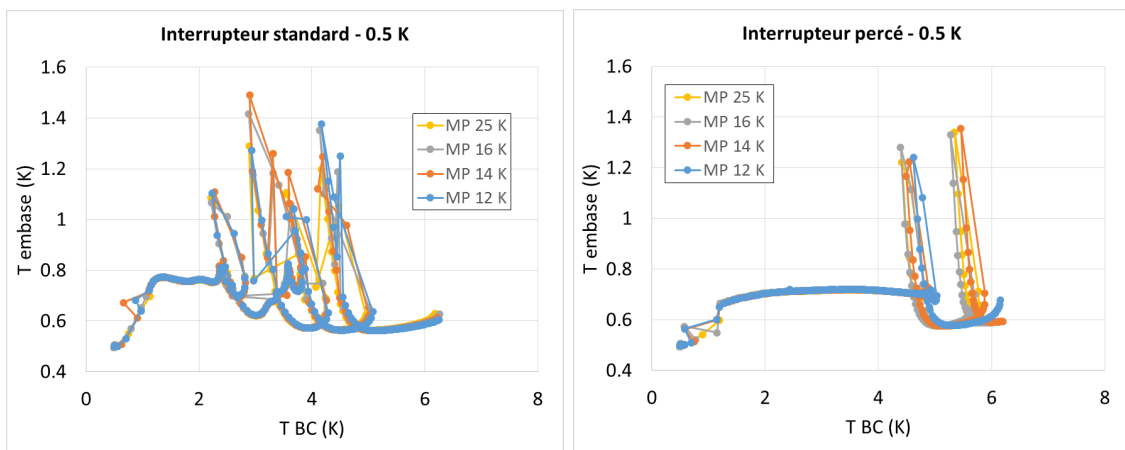 Interrupteur standard - 0.5 K
T embase (K)
1.6
1.4
1.2
1
0.8
0.6
0.4
0 2 4 6 8
T BC (K)
MP 25 K
MP 16 K
MP 14 K
MP 12 K
Interrupteur percé - 0.5 K
T embase (K)
1.6
1.4
1.2
1
0.8
0.6
0.4
0 2 4 6 8
T BC (K)
MP 25 K
MP 16 K
MP 14 K
MP 12 K